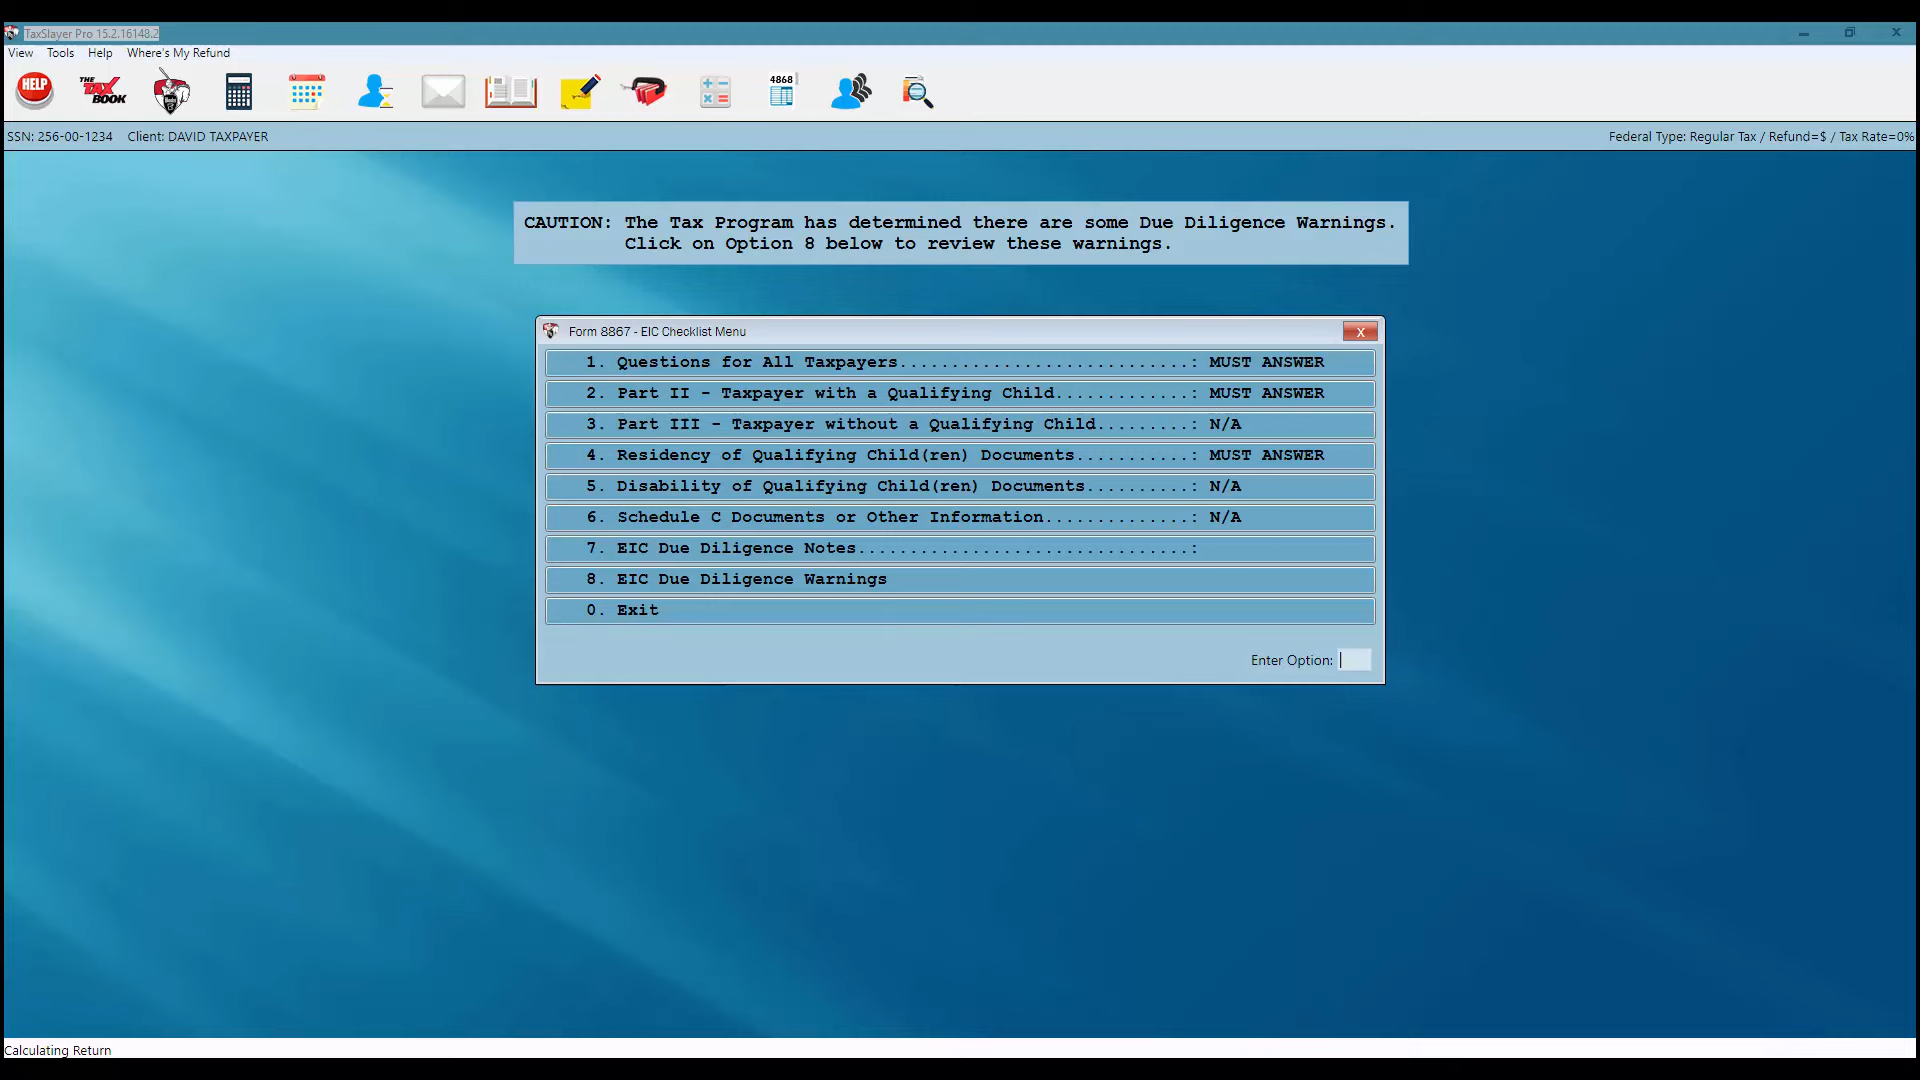 TaxSlayer Pro 15.2.16148.2
View Tools Help Where's My Refund
HELP THE TAX BOOK 4868
SSN: 256-00-1234 Client: DAVID TAXPAYER Federal Type: Regular Tax / Refund=$ / Tax Rate=0%
CAUTION: The Tax Program has determined there are some Due Diligence Warnings.
Click on Option 8 below to review these warnings.
Form 8867 - EIC Checklist Menu
1. Questions for All Taxpayers............................: MUST ANSWER
2. Part II - Taxpayer with a Qualifying Child.............: MUST ANSWER
3. Part III - Taxpayer without a Qualifying Child.........: N/A
4. Residency of Qualifying Child(ren) Documents...........: MUST ANSWER
5. Disability of Qualifying Child(ren) Documents..........: N/A
6. Schedule C Documents or Other Information..............: N/A
7. EIC Due Diligence Notes................................:
8. EIC Due Diligence Warnings
0. Exit
Enter Option:
Calculating Return